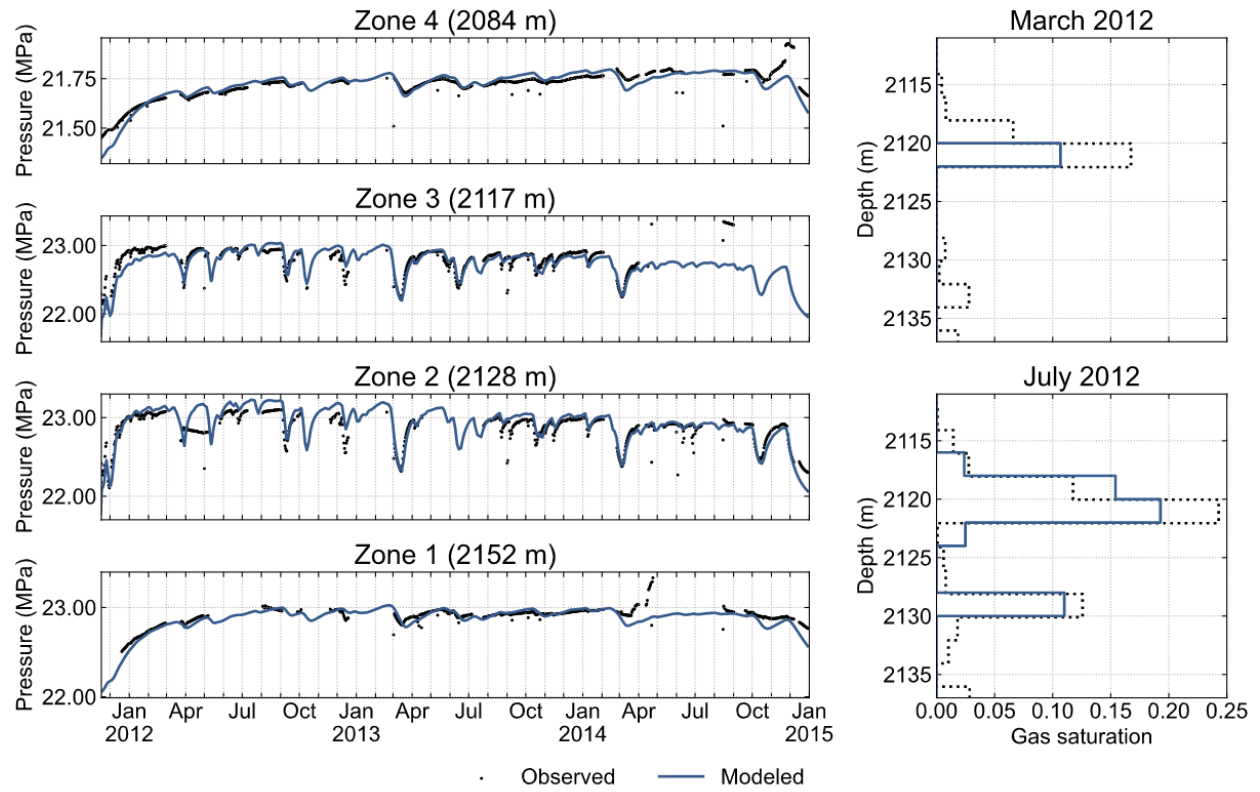 Zone 4 (2084 m)
Pressure (MPa)
21.75
21.50
Zone 3 (2117 m)
Pressure (MPa)
23.00
22.00
Zone 2 (2128 m)
Pressure (MPa)
23.00
22.00
Zone 1 (2152 m)
Pressure (MPa)
23.00
22.00
Jan Apr Jul Oct Jan Apr Jul Oct Jan Apr Jul Oct Jan
2012 2013 2014 2015
March 2012
Depth (m)
2115
2120
2130
2135
July 2012
Depth (m)
2115
2120
2125
2130
2135
0.00 0.05 0.10 0.15 0.20 0.25
Gas saturation
Observed Modeled